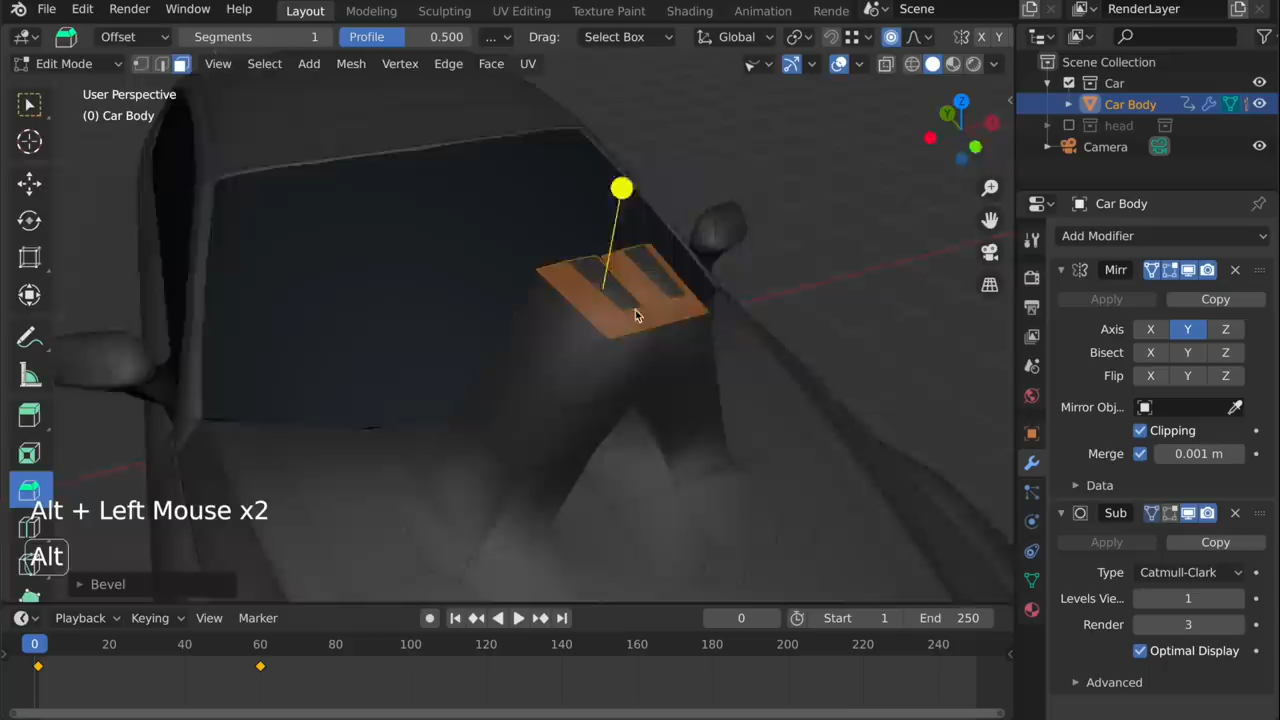 File Edit Render Window Help Layout Modeling Sculpting UV Editing Texture Paint Shading Animation Rende Scene RenderLayer
Offset Segments 1 Profile 0.500 ... Drag: Select Box Global X Y
Edit Mode View Select Add Mesh Vertex Edge Face UV
User Perspective
(0) Car Body
Z
Y
X
Alt + Left Mouse x2
Alt
Bevel
Playback Keying View Marker 0 Start 1 End 250
0 20 40 60 80 100 120 140 160 180 200 220 240
Scene Collection
Car
Car Body
head
Camera
Car Body
Add Modifier
Mirr
Apply Copy
Axis X Y Z
Bisect X Y Z
Flip X Y Z
Mirror Obj...
Clipping
Merge 0.001 m
Data
Sub
Apply Copy
Type Catmull-Clark
Levels Vie... 1
Render 3
Optimal Display
Advanced